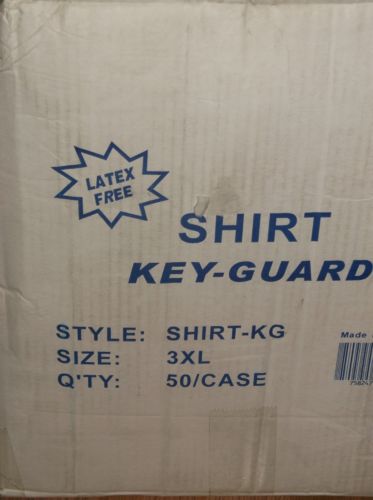 LATEX
FREE
SHIRT
KEY-GUARD
STYLE: SHIRT-KG
SIZE: 3XL
Q'TY: 50/CASE
Made